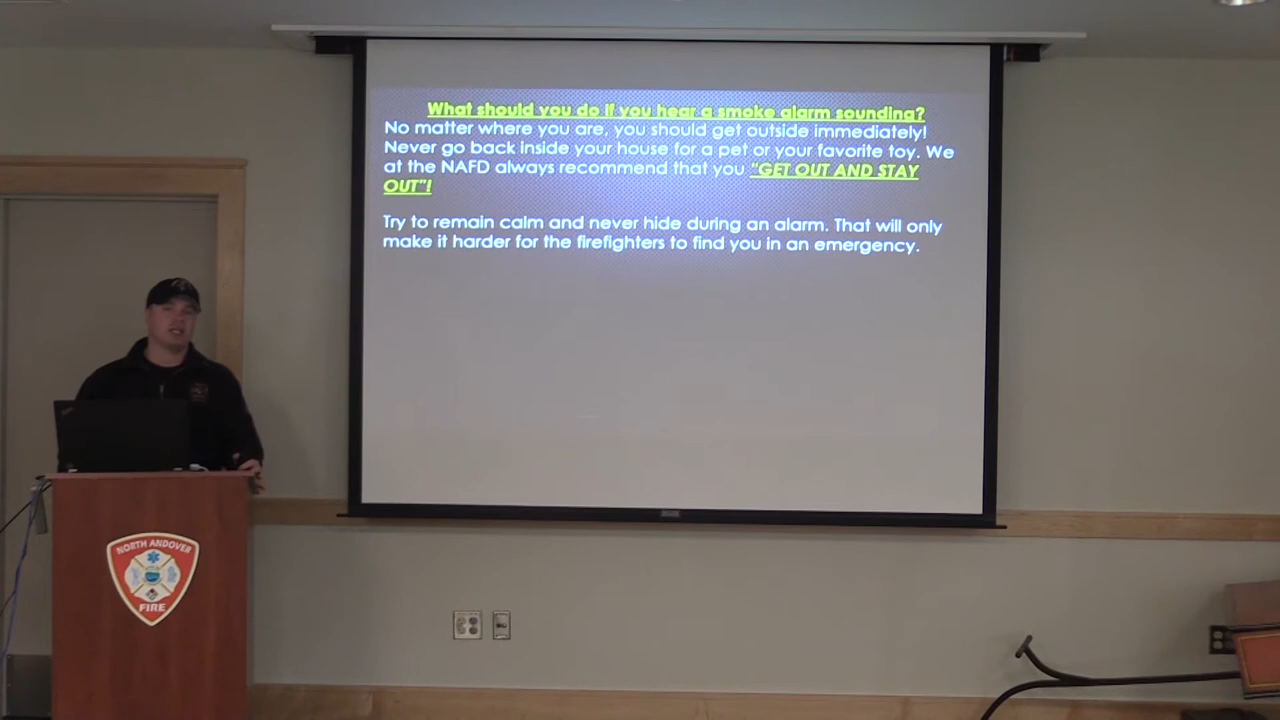 What should you do if you hear a smoke alarm sounding?
No matter where you are, you should get outside immediately!
Never go back inside your house for a pet or your favorite toy. We
at the NAFD always recommend that you "GET OUT AND STAY
OUT"!
Try to remain calm and never hide during an alarm. That will only
make it harder for the firefighters to find you in an emergency.
NORTH ANDOVER
FIRE